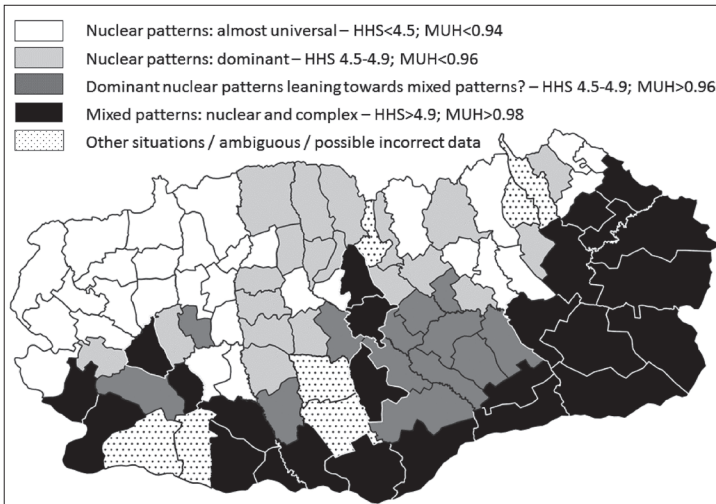 Nuclear patterns: almost universal – HHS<4.5; MUH<0.94
Nuclear patterns: dominant – HHS 4.5-4.9; MUH<0.96
Dominant nuclear patterns leaning towards mixed patterns? – HHS 4.5-4.9; MUH>0.96
Mixed patterns: nuclear and complex – HHS>4.9; MUH>0.98
Other situations / ambiguous / possible incorrect data